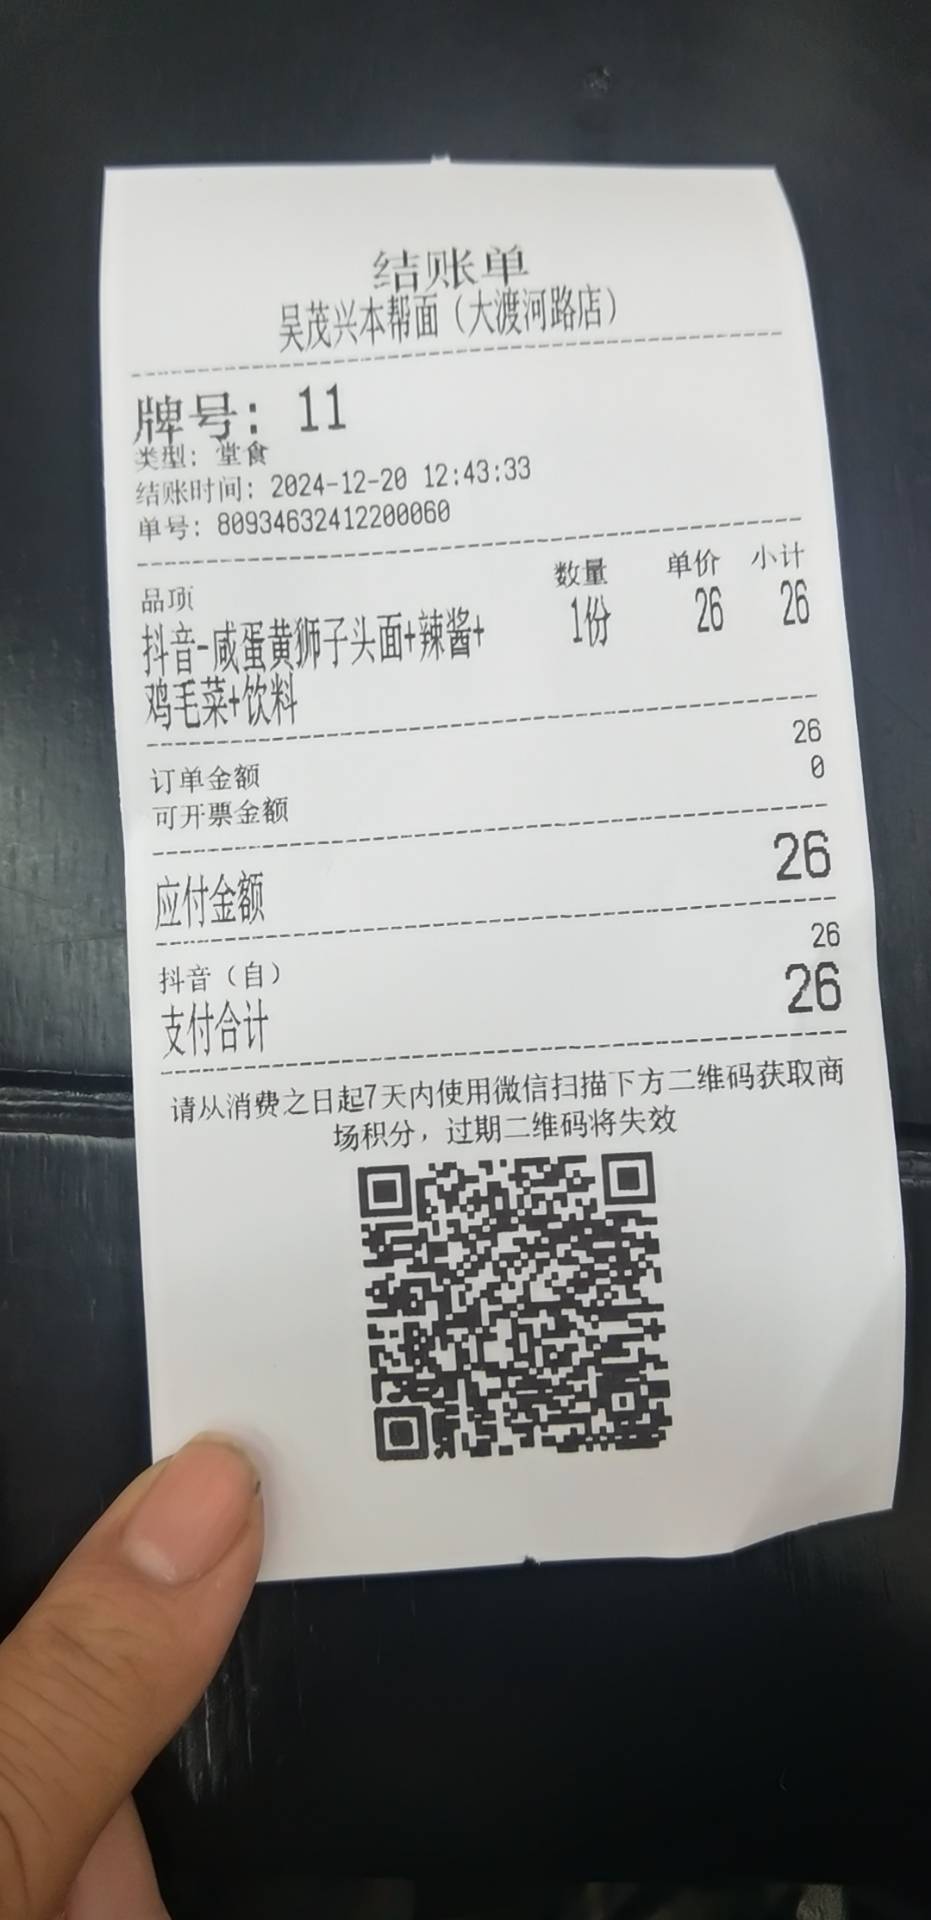 结账单
吴茂兴本帮面（大渡河路店）
牌号：11
类型：堂食
结账时间：2024-12-20 12:43:33
单号：80934632412200060
品项 数量 单价 小计
抖音-咸蛋黄狮子头面+辣酱+ 1份 26 26
鸡毛菜+饮料
订单金额 26
可开票金额 0
应付金额 26
抖音（自） 26
支付合计 26
请从消费之日起7天内使用微信扫描下方二维码获取商
场积分，过期二维码将失效